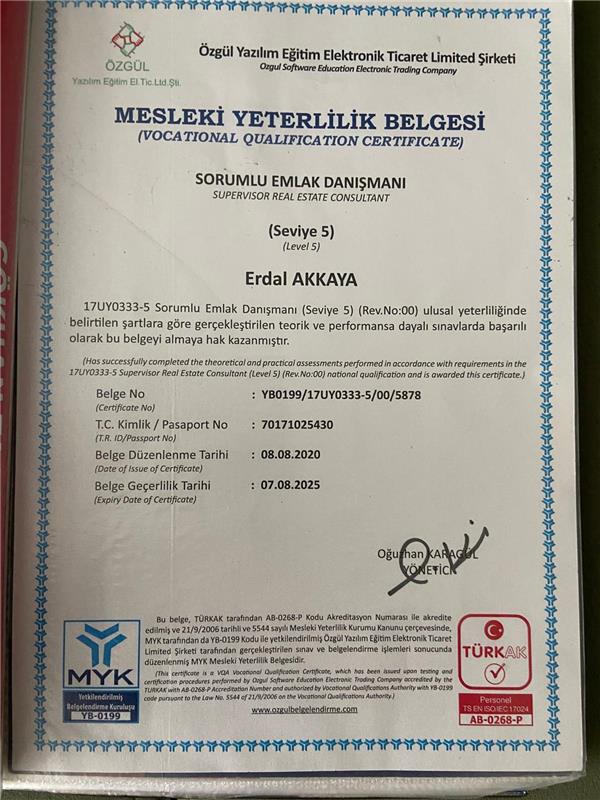 ÖZGÜL
Yazılım Eğitim El.Tic.Ltd.Şti.
Özgül Yazılım Eğitim Elektronik Ticaret Limited Şirketi
Ozgul Software Education Electronic Trading Company
MESLEKİ YETERLİLİK BELGESİ
(VOCATIONAL QUALIFICATION CERTIFICATE)
SORUMLU EMLAK DANIŞMANI
SUPERVISOR REAL ESTATE CONSULTANT
(Seviye 5)
(Level 5)
Erdal AKKAYA
17UY0333-5 Sorumlu Emlak Danışmanı (Seviye 5) (Rev.No:00) ulusal yeterliliğinde
belirtilen şartlara göre gerçekleştirilen teorik ve performansa dayalı sınavlarda başarılı
olarak bu belgeyi almaya hak kazanmıştır.
(Has successfully completed the theoretical and practical assessments performed in accordance with requirements in the
17UY0333-5 Supervisor Real Estate Consultant (Level 5) (Rev.No:00) national qualification and is awarded this certificate.)
Belge No : YB0199/17UY0333-5/00/5878
(Certificate No)
T.C. Kimlik / Pasaport No : 70171025430
(T.R. ID/Passport No)
Belge Düzenlenme Tarihi : 08.08.2020
(Date of Issue of Certificate)
Belge Geçerlilik Tarihi : 07.08.2025
(Expiry Date of Certificate)
Oğuzhan KARAGÜL
YÖNETİCİ
Bu belge, TÜRKAK tarafından AB-0268-P Kodu Akreditasyon Numarası ile akredite
edilmiş ve 21/9/2006 tarihli ve 5544 sayılı Mesleki Yeterlilik Kurumu Kanunu çerçevesinde,
MYK tarafından da YB-0199 Kodu ile yetkilendirilmiş Özgül Yazılım Eğitim Elektronik Ticaret
Limited Şirketi tarafından gerçekleştirilen sınav ve belgelendirme işlemleri sonucunda
düzenlenmiş MYK Mesleki Yeterlilik Belgesidir.
(This certificate is a VQA Vocational Qualification Certificate, which has been issued upon testing and
certification procedures performed by Ozgul Software Education Electronic Trading Company accredited by the
TURKAK with AB-0268-P Accreditation Number and authorized by Vocational Qualifications Authority with YB-0199
code pursuant to the Law No. 5544 of 21/9/2006 on the Vocational Qualifications Authority.)
www.ozgulbelgelendirme.com
MYK
Yetkilendirilmiş
Belgelendirme Kuruluşu
YB-0199
TÜRKAK
Personel
TS EN ISO/IEC 17024
AB-0268-P